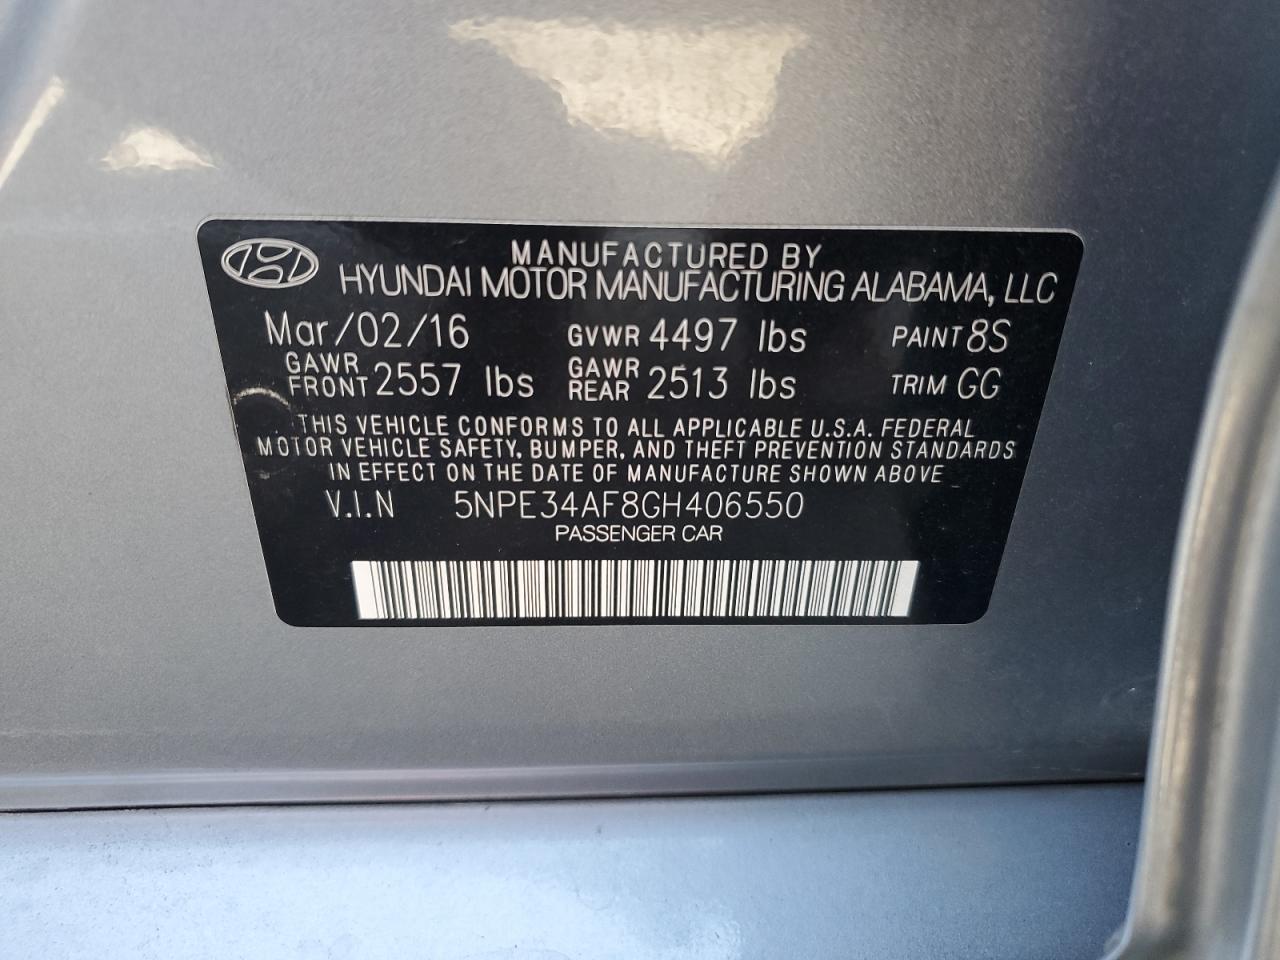 MANUFACTURED BY
HYUNDAI MOTOR MANUFACTURING ALABAMA, LLC
Mar/02/16 GVWR 4497 lbs PAINT 8S
GAWR FRONT 2557 lbs GAWR REAR 2513 lbs TRIM GG
THIS VEHICLE CONFORMS TO ALL APPLICABLE U.S.A. FEDERAL
MOTOR VEHICLE SAFETY, BUMPER, AND THEFT PREVENTION STANDARDS
IN EFFECT ON THE DATE OF MANUFACTURE SHOWN ABOVE
V.I.N 5NPE34AF8GH406550
PASSENGER CAR